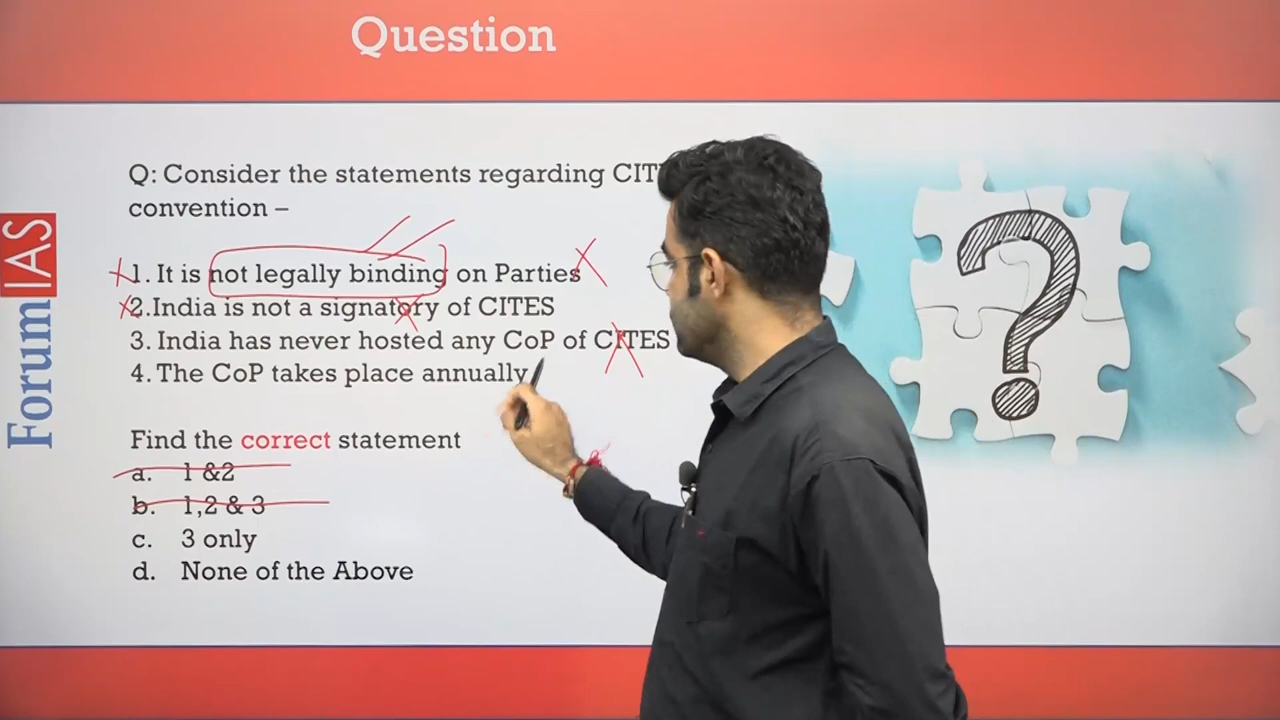 Question
Q: Consider the statements regarding CIT
convention –
1. It is not legally binding on Parties
2.India is not a signatory of CITES
3. India has never hosted any CoP of CITES
4. The CoP takes place annually
Find the correct statement
a. 1 &2
b. 1,2 & 3
c. 3 only
d. None of the Above
Forum IAS